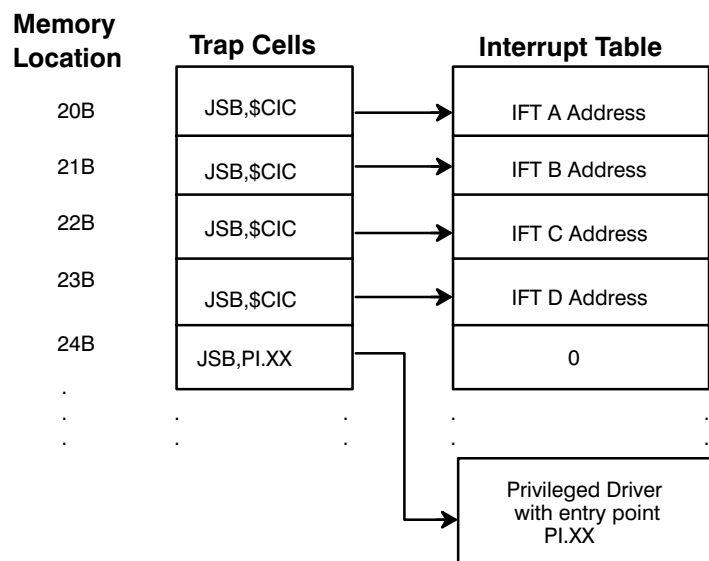 Memory
Location
Trap Cells
Interrupt Table
20B
JSB,$CIC
IFT A Address
21B
JSB,$CIC
IFT B Address
22B
JSB,$CIC
IFT C Address
23B
JSB,$CIC
IFT D Address
24B
JSB,PI.XX
0
.
. . . . .
. . . . .
Privileged Driver
with entry point
PI.XX